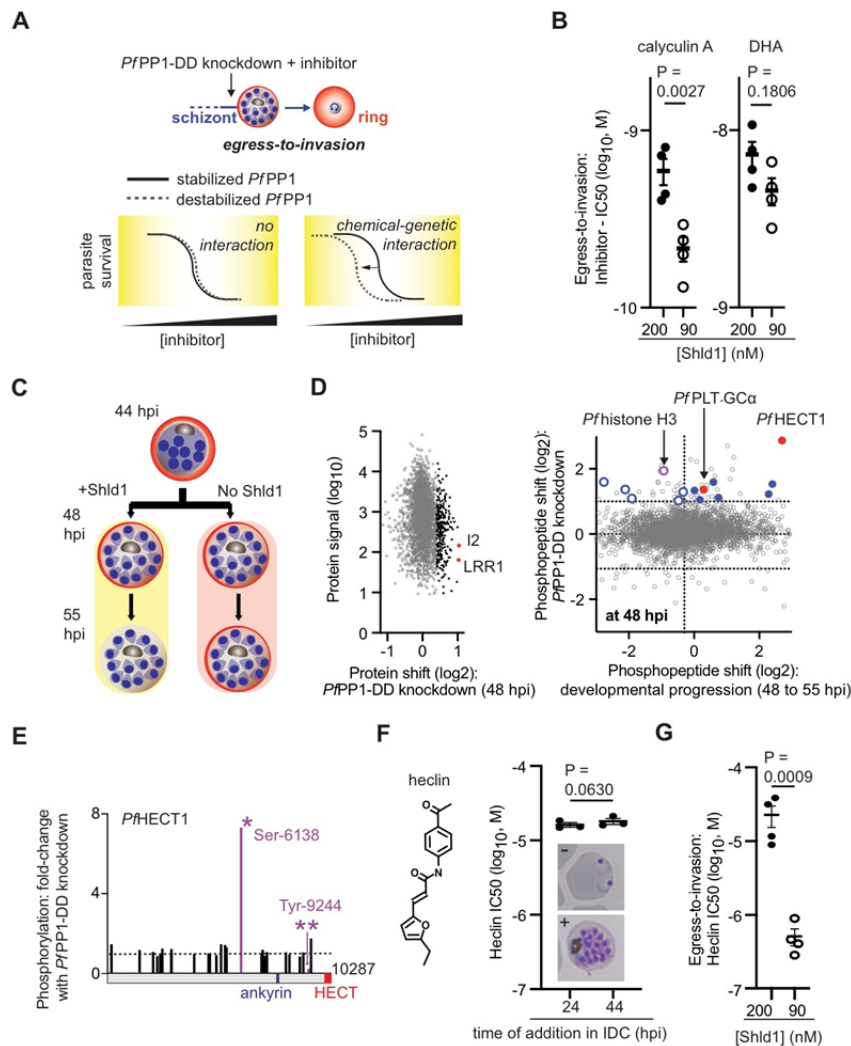 A
PfPP1-DD knockdown + inhibitor
schizont
ring
egress-to-invasion
stabilized PfPP1
destabilized PfPP1
parasite
survival
no
interaction
chemical-genetic
interaction
[inhibitor]
[inhibitor]
B
calyculin A
DHA
P =
0.0027
P =
0.1806
Egress-to-invasion:
Inhibitor - IC50 (log10, M)
-9
-10
-8
-9
200
90
200
90
[Shld1] (nM)
C
44 hpi
+Shld1
No Shld1
48
hpi
55
hpi
D
Protein signal (log10)
5
4
3
2
1
0
-1
0
1
I2
LRR1
Protein shift (log2):
PfPP1-DD knockdown (48 hpi)
PfPLT-GCα
Pfhistone H3
PfHECT1
Phosphopeptide shift (log2):
PfPP1-DD knockdown
2
0
-2
at 48 hpi
-2
0
2
Phosphopeptide shift (log2):
developmental progression (48 to 55 hpi)
E
Phosphorylation: fold-change
with PfPP1-DD knockdown
8
4
0
PfHECT1
*
Ser-6138
Tyr-9244
**
10287
ankyrin
HECT
F
heclin
O
O
NH
O
P =
0.0630
Heclin IC50 (log10, M)
-4
-5
-6
-7
–
+
24
44
time of addition in IDC (hpi)
G
P =
0.0009
Egress-to-invasion:
Heclin IC50 (log10, M)
-4
-5
-6
-7
200
90
[Shld1] (nM)